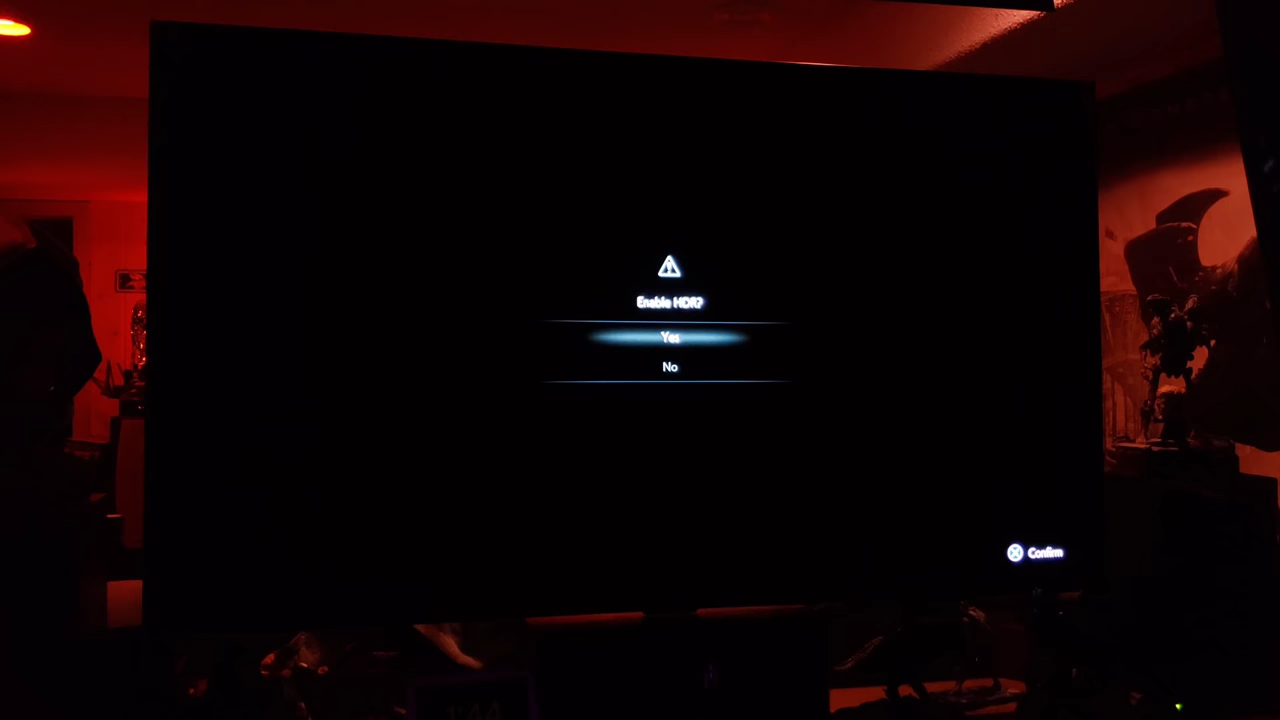 Enable HDR?
Yes
No
Confirm